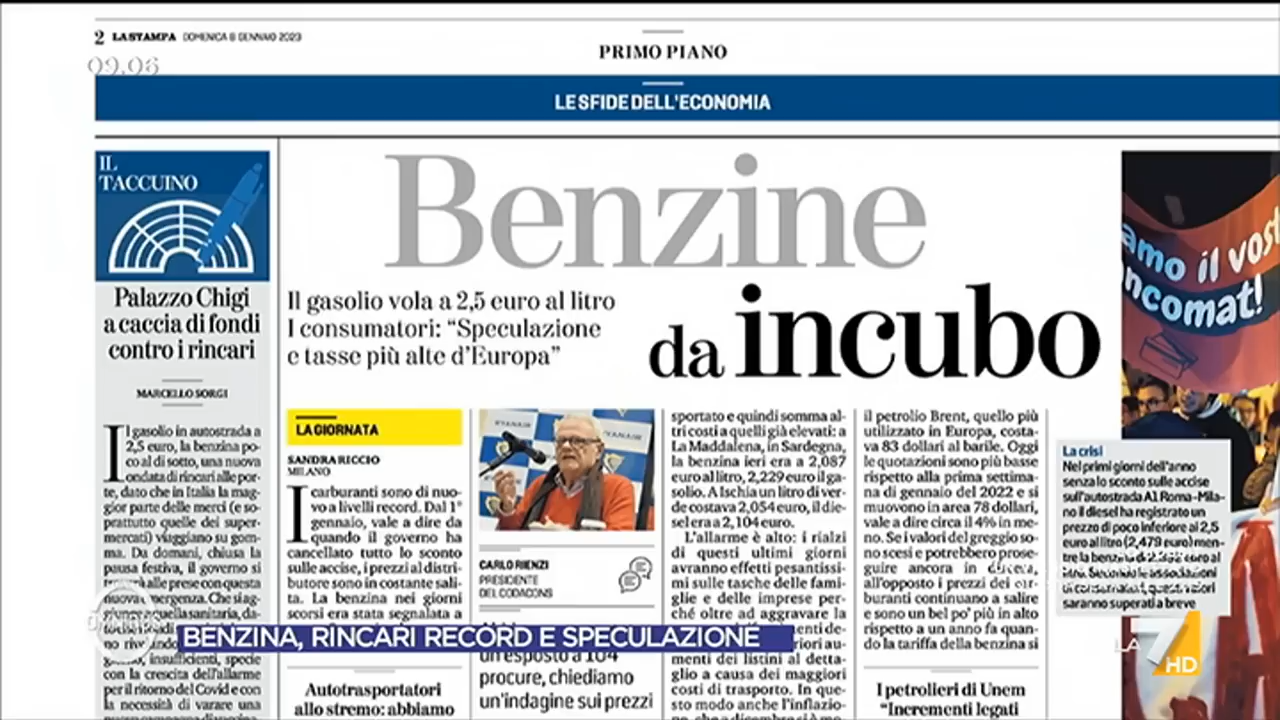 2 LA STAMPA DOMENICA 8 GENNAIO 2023
09.06
PRIMO PIANO
LE SFIDE DELL'ECONOMIA
IL
TACCUINO
Palazzo Chigi
a caccia di fondi
contro i rincari
MARCELLO SORGI
Il gasolio in autostrada a
2,5 euro, la benzina po-
co al di sotto, una nuova
ondata di rincari alle por-
te, dato che in Italia la mag-
gior parte delle merci (e so-
prattutto quelle dei super-
mercati) viaggiano su gom-
ma. Da domani, chiusa la
pausa festiva, il governo si
alle prese con questa
nuova emergenza. Che si ag-
sanitaria, da-
insufficienti, specie
con la crescita dell'allarme
per il ritorno del Covid e con
la necessità di varare una
Benzine
da incubo
Il gasolio vola a 2,5 euro al litro
I consumatori: “Speculazione
e tasse più alte d'Europa”
LA GIORNATA
SANDRA RICCIO
MILANO
I carburanti sono di nuo-
vo a livelli record. Dal 1°
gennaio, vale a dire da
quando il governo ha
cancellato tutto lo sconto
sulle accise, i prezzi al distri-
butore sono in costante sali-
ta. La benzina nei giorni
scorsi era stata segnalata a
Autotrasportatori
allo stremo: abbiamo
RYANAIR
CARLO RIENZI
PRESIDENTE
DEL CODACONS
un esposto a 104
procure, chiediamo
un'indagine sui prezzi
sportato e quindi somma al-
tri costi a quelli già elevati: a
La Maddalena, in Sardegna,
la benzina ieri era a 2,087
euro al litro, 2,229 euro il ga-
solio. A Ischia un litro di ver-
de costava 2,054 euro, il die-
sel era a 2,104 euro.
L'allarme è alto: i rialzi
di questi ultimi giorni
avranno effetti pesantissi-
mi sulle tasche delle fami-
glie e delle imprese per-
ché oltre ad aggravare la
menti dei listini al detta-
glio a causa dei maggiori
costi di trasporto. In que-
sto modo anche l'inflazio-
il petrolio Brent, quello più
utilizzato in Europa, costa-
va 83 dollari al barile. Oggi
le quotazioni sono più basse
rispetto alla prima settima-
na di gennaio del 2022 e si
muovono in area 78 dollari,
vale a dire circa il 4% in me-
no. Se i valori del greggio so-
no scesi e potrebbero prose-
guire ancora in discesa,
all'opposto i prezzi dei car-
buranti continuano a salire
e sono un bel po' più in alto
rispetto a un anno fa quan-
do la tariffa della benzina si
I petrolieri di Unem
“Incrementi legati
amo il vost
ncomat!
La crisi
Nei primi giorni dell'anno
senza lo sconto sulle accise
sull'autostrada A1 Roma-Mila-
no il diesel ha registrato un
prezzo di poco inferiore ai 2,5
euro al litro (2,479 euro) men-
tre la benzina euro al
litro. Secondo le associazioni
di consumatori, questi valori
saranno superati a breve
BENZINA, RINCARI RECORD E SPECULAZIONE
LA 7 HD